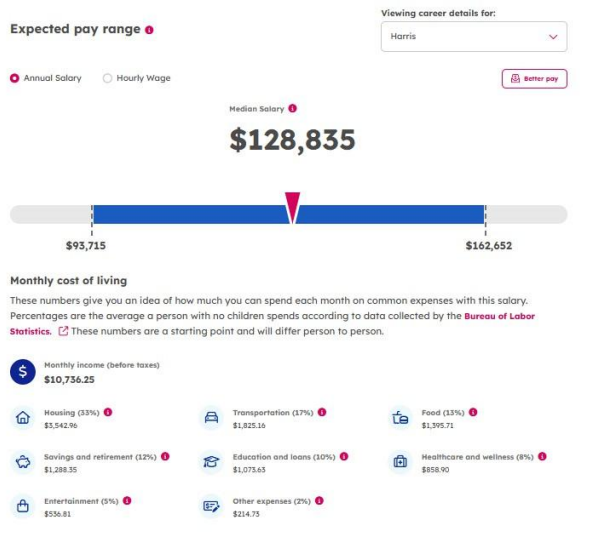 Viewing career details for:
Expected pay range
Harris
Annual Salary
Hourly Wage
Better pay
Median Salary
$128,835
$93,715
$162,652
Monthly cost of living
These numbers give you an idea of how much you can spend each month on common expenses with this salary.
Percentages are the average a person with no children spends according to data collected by the Bureau of Labor
Statistics. These numbers are a starting point and will differ person to person.
Monthly income (before taxes)
$10,736.25
Housing (33%)
$3,542.96
Transportation (17%)
$1,825.16
Food (13%)
$1,395.71
Savings and retirement (12%)
$1,288.35
Education and loans (10%)
$1,073.63
Healthcare and wellness (8%)
$858.90
Entertainment (5%)
$536.81
Other expenses (2%)
$214.73